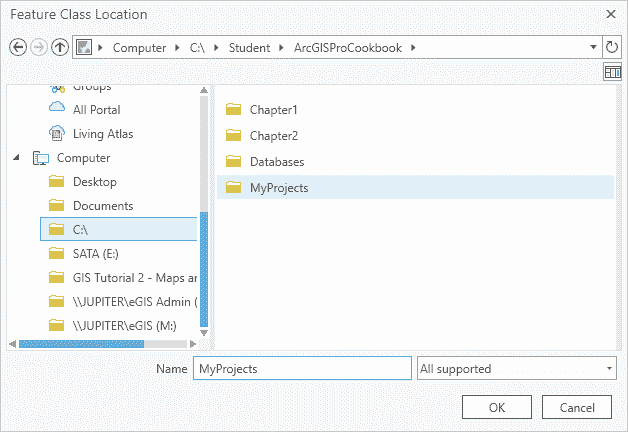 Feature Class Location
Computer C:\ Student ArcGISProCookbook
Groups
All Portal
Living Atlas
Computer
Desktop
Documents
C:\
SATA (E:)
GIS Tutorial 2 - Maps an
\\JUPITER\eGIS Admin (
\\JUPITER\eGIS (M:)
Chapter1
Chapter2
Databases
MyProjects
Name MyProjects All supported
OK Cancel